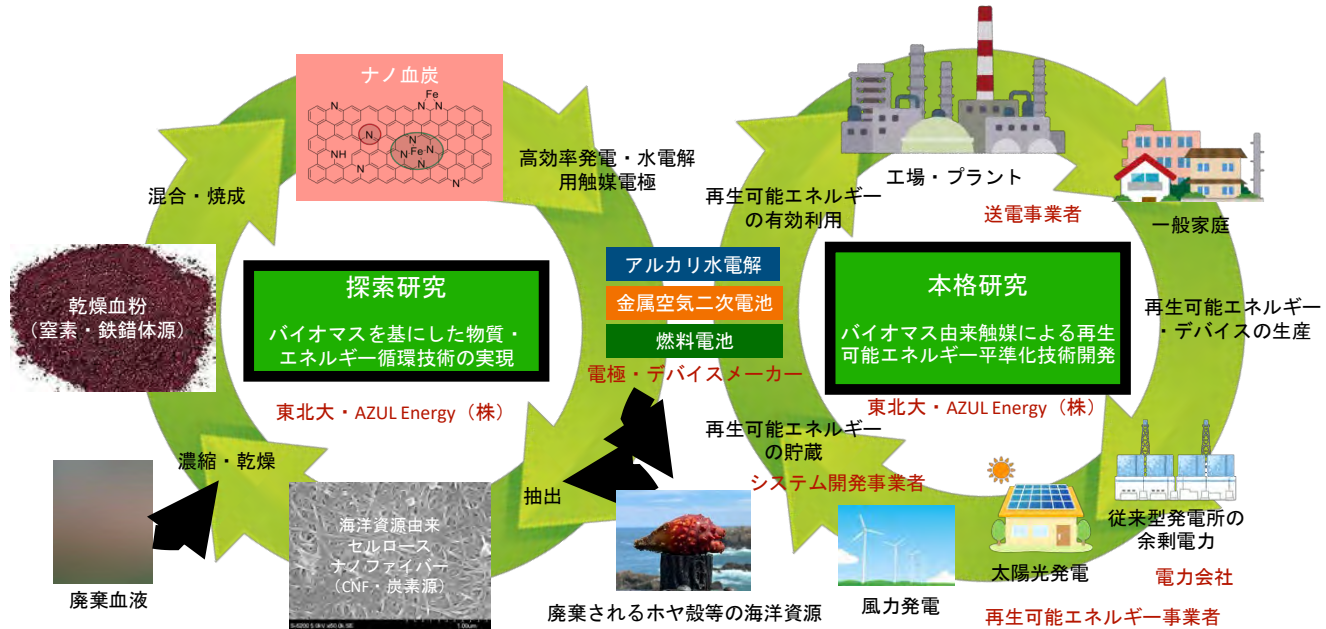 ナノ血炭
Fe
N
N
N
N
N
N
Fe
N
N
NH
N
N
高効率発電・水電解
用触媒電極
混合・焼成
乾燥血粉
（窒素・鉄錯体源）
探索研究
バイオマスを基にした物質・
エネルギー循環技術の実現
東北大・AZUL Energy（株）
濃縮・乾燥
廃棄血液
海洋資源由来
セルロース
ナノファイバー
（CNF・炭素源）
S-5200 5.0kV x50.0k SE
1.00um
抽出
廃棄されるホヤ殻等の海洋資源
アルカリ水電解
金属空気二次電池
燃料電池
電極・デバイスメーカー
再生可能エネルギー
の有効利用
工場・プラント
送電事業者
一般家庭
本格研究
バイオマス由来触媒による再生
可能エネルギー平準化技術開発
東北大・AZUL Energy（株）
再生可能エネルギー
・デバイスの生産
再生可能エネルギー
の貯蔵
システム開発事業者
風力発電
太陽光発電
従来型発電所の
余剰電力
電力会社
再生可能エネルギー事業者